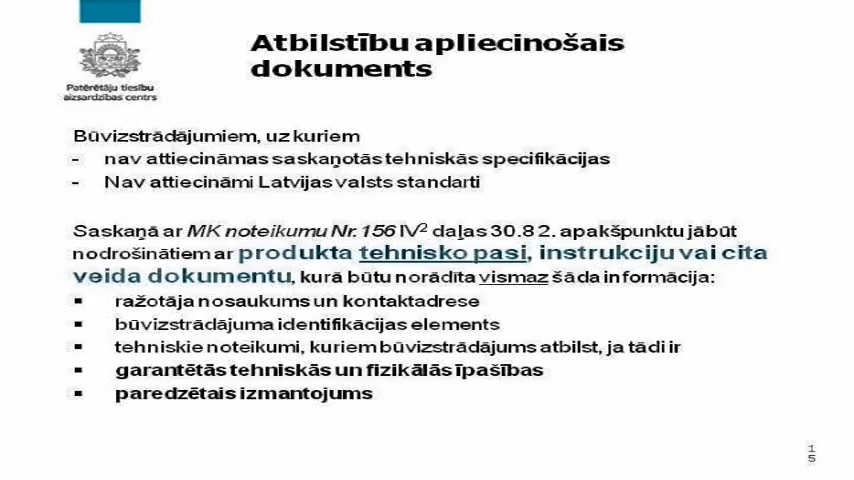 Atbilstību apliecinošais
dokuments
Patērētāju tiesību
aizsardzības centrs
Būvizstrādājumiem, uz kuriem
- nav attiecināmas saskaņotās tehniskās specifikācijas
- Nav attiecināmi Latvijas valsts standarti
Saskaņā ar MK noteikumu Nr.156 IV² daļas 30.82. apakšpunktu jābūt
nodrošinātiem ar produkta tehnisko pasi, instrukciju vai cita
veida dokumentu, kurā būtu norādīta vismaz šāda informācija:
▪ ražotāja nosaukums un kontaktadrese
▪ būvizstrādājuma identifikācijas elements
▪ tehniskie noteikumi, kuriem būvizstrādājums atbilst, ja tādi ir
▪ garantētās tehniskās un fizikālās īpašības
▪ paredzētais izmantojums
1
5